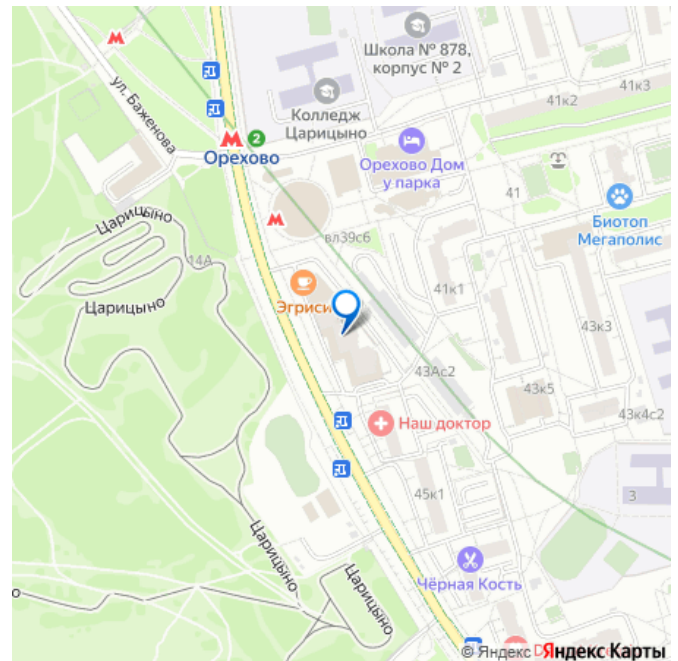 Школа № 878,
корпус № 2
41к3
41к2
ул. Баженова
Колледж
Царицыно
2
Орехово
Орехово Дом
у парка
41
Биотоп
Мегаполис
Царицыно
вл39с6
14А
Царицыно
41к1
Эгриси
43к3
43Ас2
43к5
43к4с2
Наш доктор
45к1
3
Царицыно
Царицыно
Чёрная Кость
© Яндекс Яндекс Карты